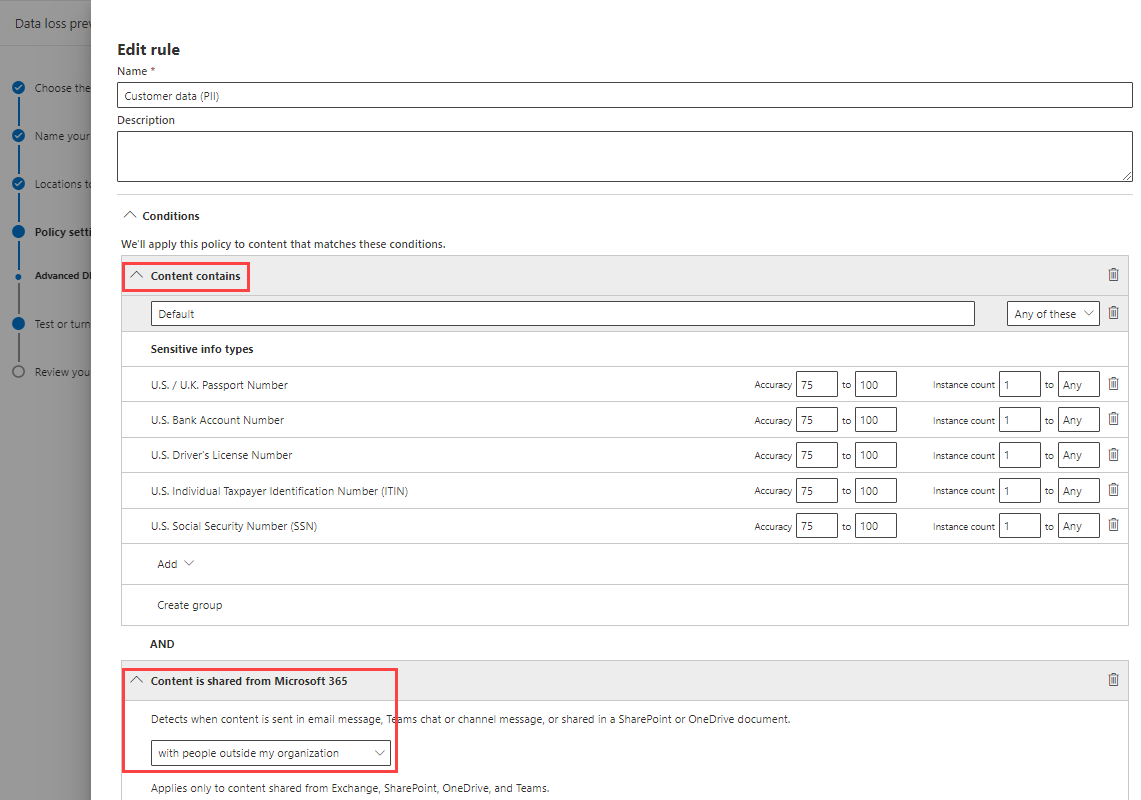 Data loss prev
Choose the
Name your
Locations to
Policy setti
Advanced Dl
Test or turn
Review you
Edit rule
Name *
Customer data (PII)
Description
Conditions
We'll apply this policy to content that matches these conditions.
Content contains
Default Any of these
Sensitive info types
U.S. / U.K. Passport Number Accuracy 75 to 100 Instance count 1 to Any
U.S. Bank Account Number Accuracy 75 to 100 Instance count 1 to Any
U.S. Driver's License Number Accuracy 75 to 100 Instance count 1 to Any
U.S. Individual Taxpayer Identification Number (ITIN) Accuracy 75 to 100 Instance count 1 to Any
U.S. Social Security Number (SSN) Accuracy 75 to 100 Instance count 1 to Any
Add
Create group
AND
Content is shared from Microsoft 365
Detects when content is sent in email message, Teams chat or channel message, or shared in a SharePoint or OneDrive document.
with people outside my organization
Applies only to content shared from Exchange, SharePoint, OneDrive, and Teams.